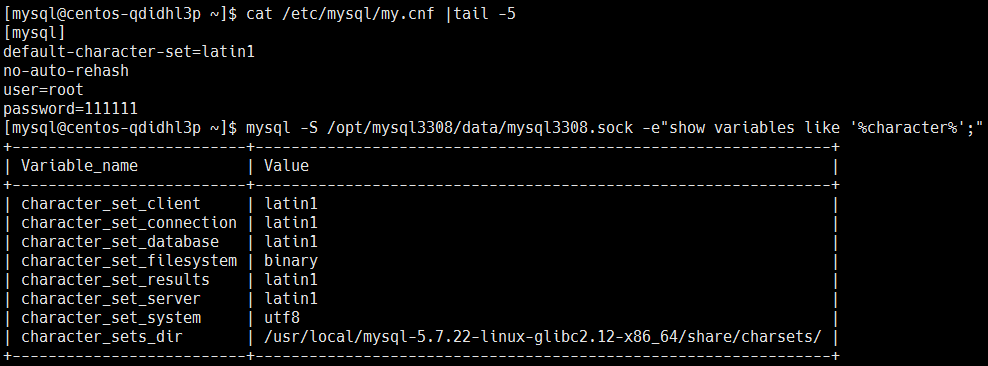 [mysql@centos-qdidhl3p ~]$ cat /etc/mysql/my.cnf |tail -5
[mysql]
default-character-set=latin1
no-auto-rehash
user=root
password=111111
[mysql@centos-qdidhl3p ~]$ mysql -S /opt/mysql3308/data/mysql3308.sock -e"show variables like '%character%';"
+--------------------------+---------------------------------------------------------------+
| Variable_name            | Value                                                         |
+--------------------------+---------------------------------------------------------------+
| character_set_client     | latin1                                                        |
| character_set_connection | latin1                                                        |
| character_set_database   | latin1                                                        |
| character_set_filesystem | binary                                                        |
| character_set_results    | latin1                                                        |
| character_set_server     | latin1                                                        |
| character_set_system     | utf8                                                          |
| character_sets_dir       | /usr/local/mysql-5.7.22-linux-glibc2.12-x86_64/share/charsets/ |
+--------------------------+---------------------------------------------------------------+